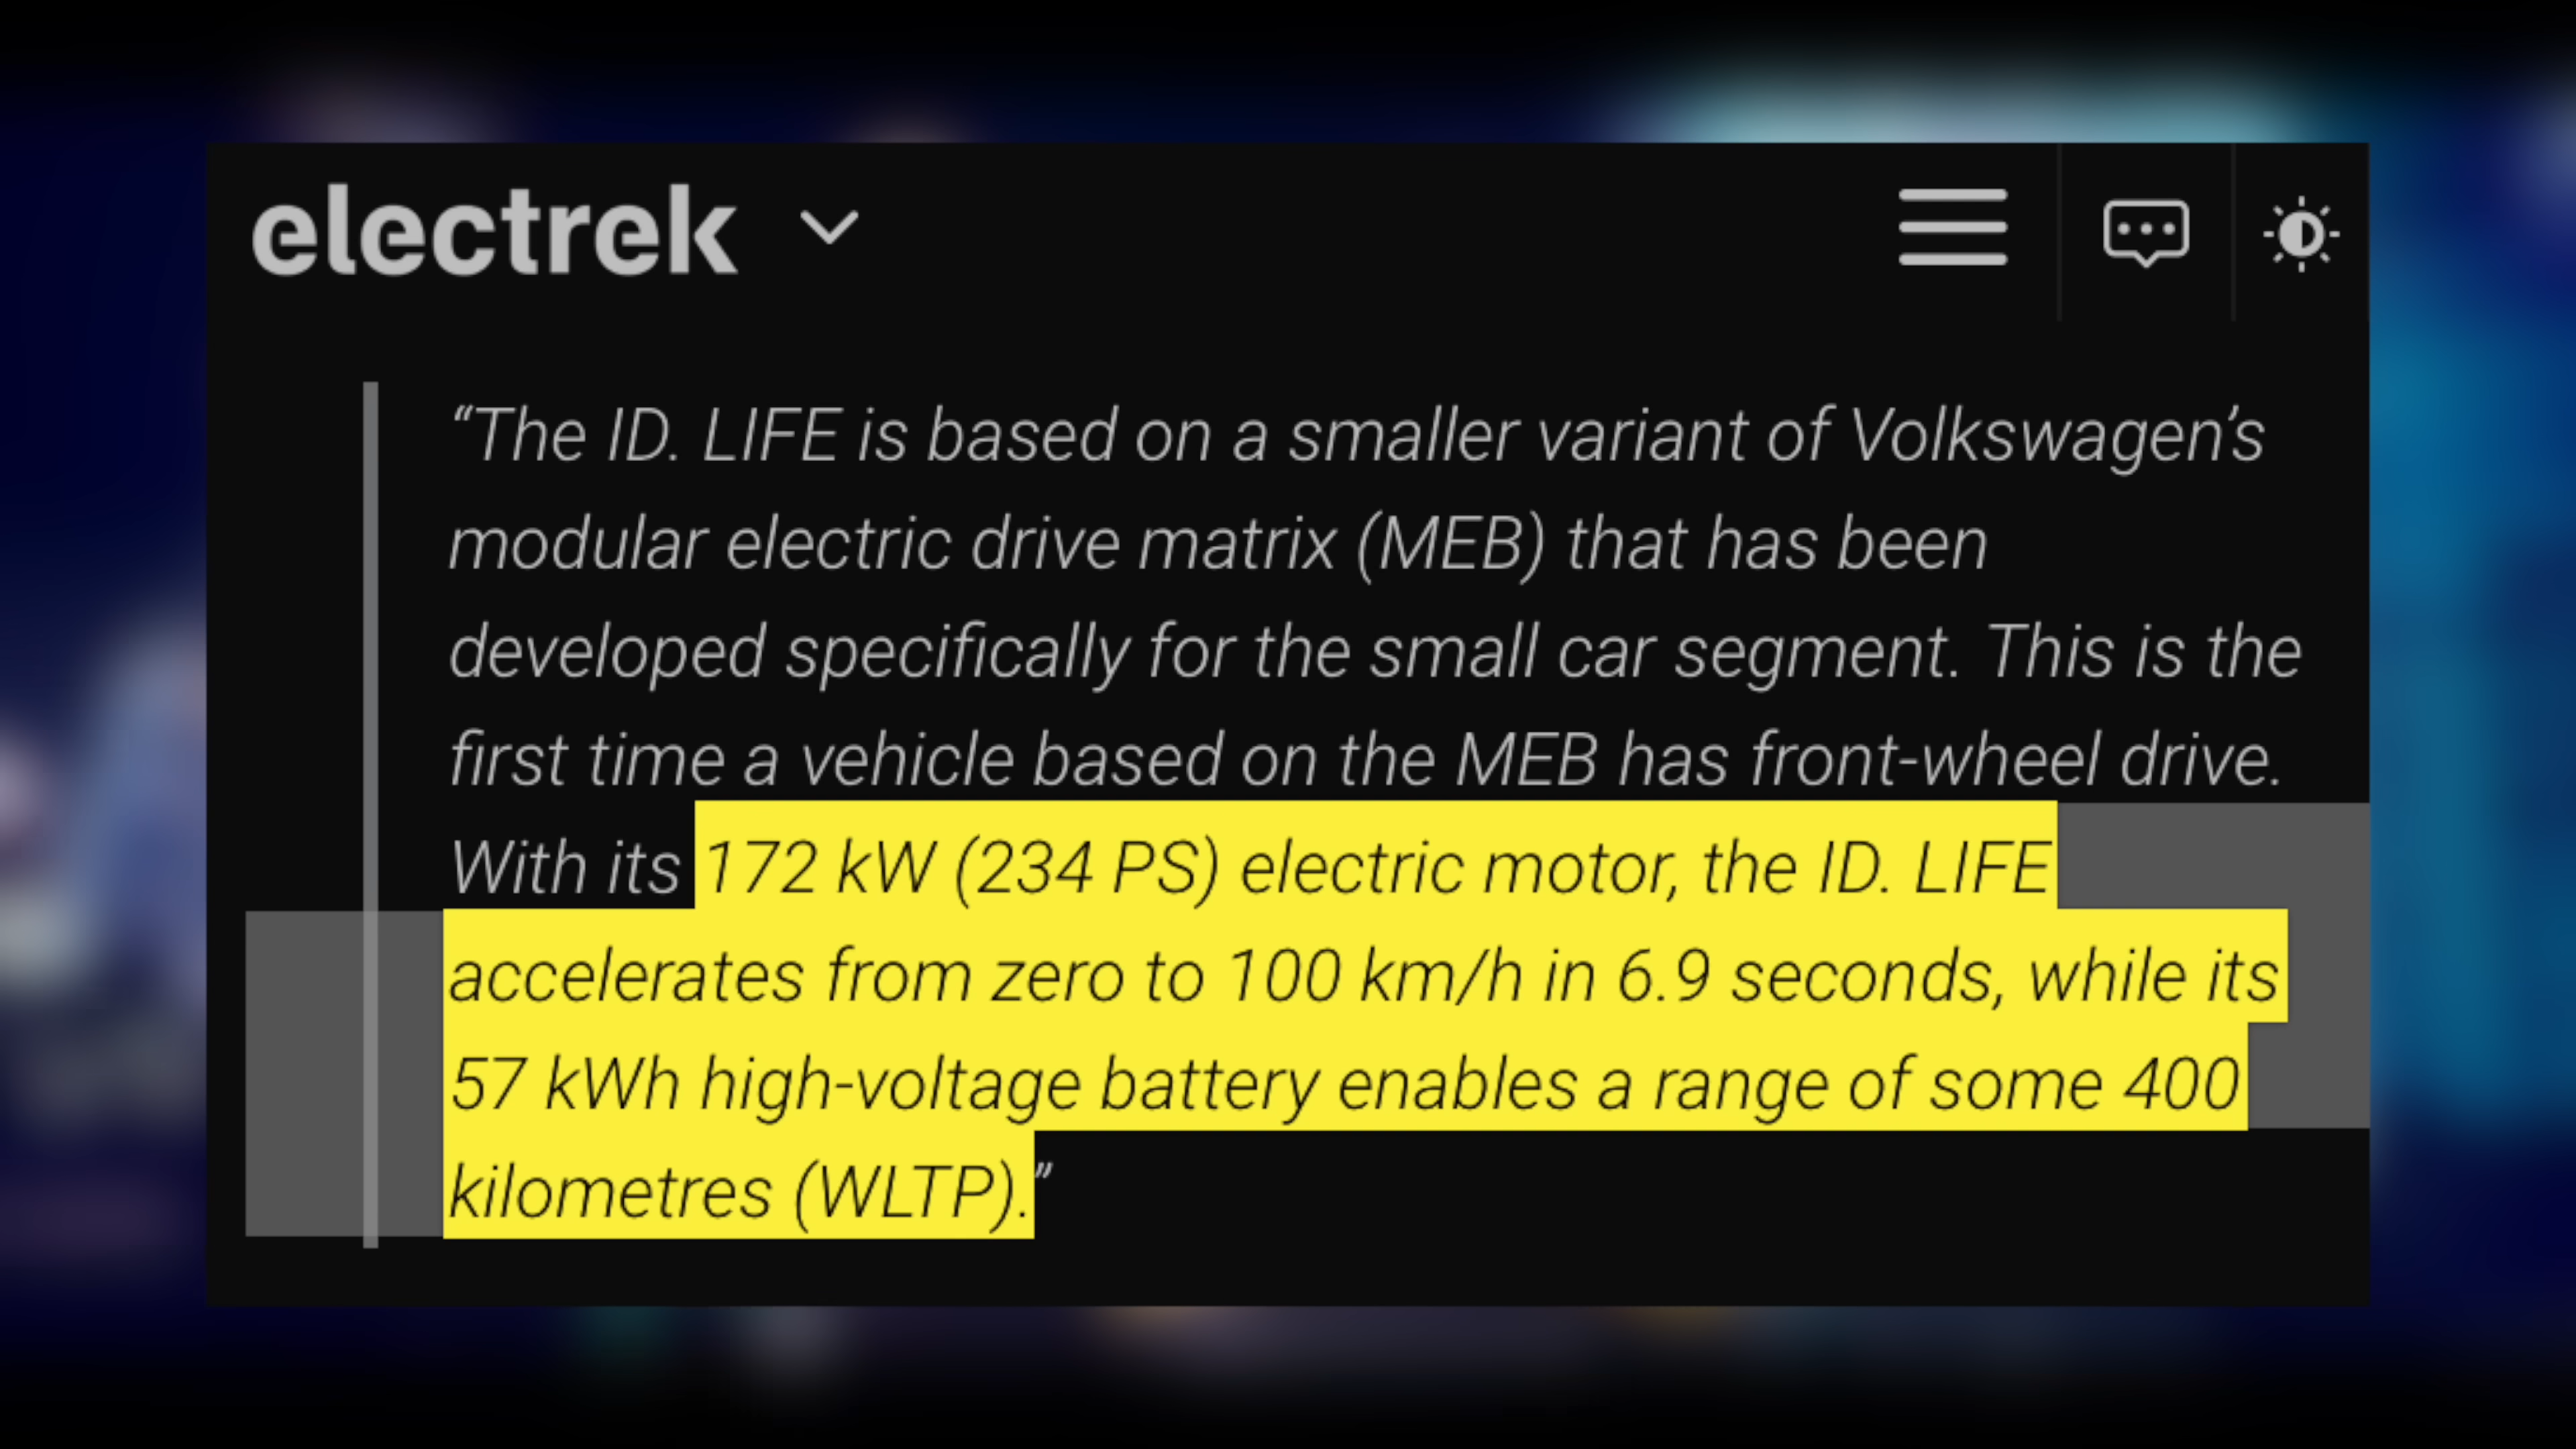 electrek
“The ID. LIFE is based on a smaller variant of Volkswagen’s
modular electric drive matrix (MEB) that has been
developed specifically for the small car segment. This is the
first time a vehicle based on the MEB has front-wheel drive.
With its 172 kW (234 PS) electric motor, the ID. LIFE
accelerates from zero to 100 km/h in 6.9 seconds, while its
57 kWh high-voltage battery enables a range of some 400
kilometres (WLTP).”